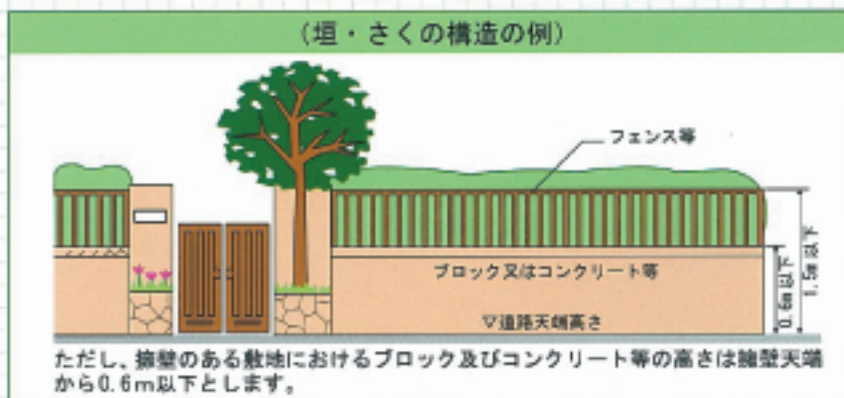 (垣・さくの構造の例)
フェンス等
ブロック又はコンクリート等
▽道路天端高さ
0.6m以下
1.5m以下
ただし、擁壁のある敷地におけるブロック及びコンクリート等の高さは擁壁天端
から0.6m以下とします。